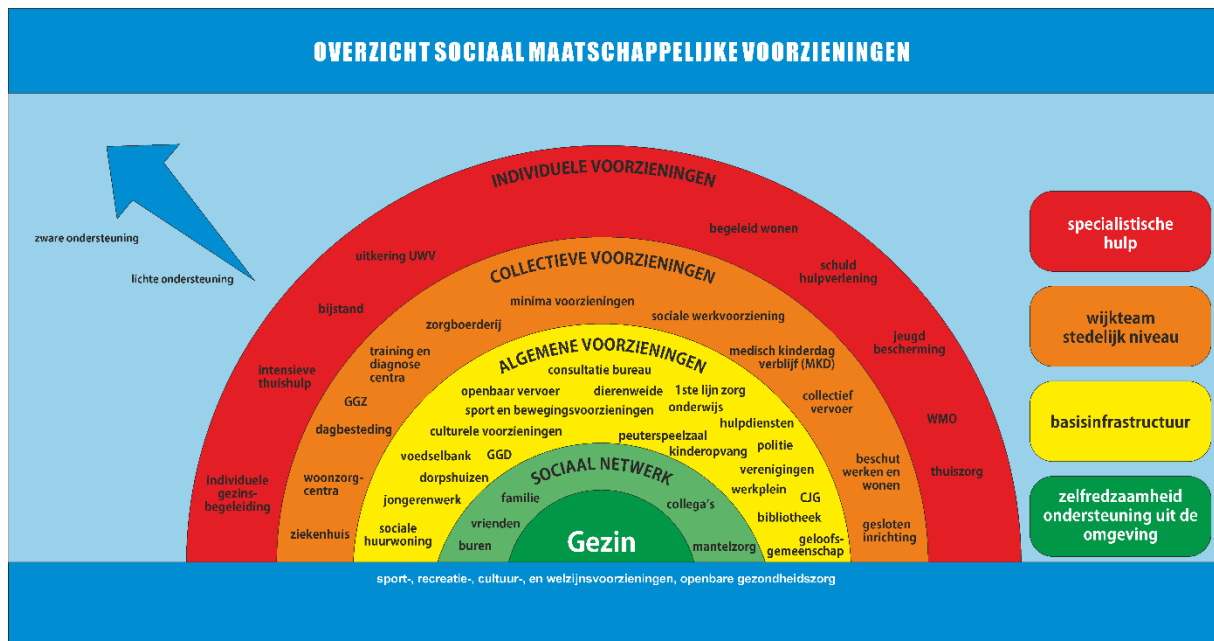 OVERZICHT SOCIAAL MAATSCHAPPELIJKE VOORZIENINGEN
zware ondersteuning
lichte ondersteuning
INDIVIDUELE VOORZIENINGEN
individuele
gezins-
begeleiding
intensieve
thuishulp
bijstand
uitkering UWV
begeleid wonen
schuld
hulpverlening
jeugd
bescherming
WMO
thuiszorg
COLLECTIEVE VOORZIENINGEN
ziekenhuis
woonzorg-
centra
dagbesteding
GGZ
training en
diagnose
centra
zorgboerderij
minima voorzieningen
sociale werkvoorziening
medisch kinderdag
verblijf (MKD)
collectief
vervoer
beschut
werken en
wonen
gesloten
inrichting
ALGEMENE VOORZIENINGEN
consultatie bureau
openbaar vervoer
dierenweide
1ste lijn zorg
sport en bewegingsvoorzieningen
onderwijs
culturele voorzieningen
hulpdiensten
peuterspeelzaal
politie
voedselbank
GGD
kinderopvang
dorpshuizen
verenigingen
jongerenwerk
werkplein
CJG
sociale
huurwoning
bibliotheek
geloofs-
gemeenschap
SOCIAAL NETWERK
familie
collega's
vrienden
buren
mantelzorg
Gezin
specialistische
hulp
wijkteam
stedelijk niveau
basisinfrastructuur
zelfredzaamheid
ondersteuning uit de
omgeving
sport-, recreatie-, cultuur-, en welzijnsvoorzieningen, openbare gezondheidszorg